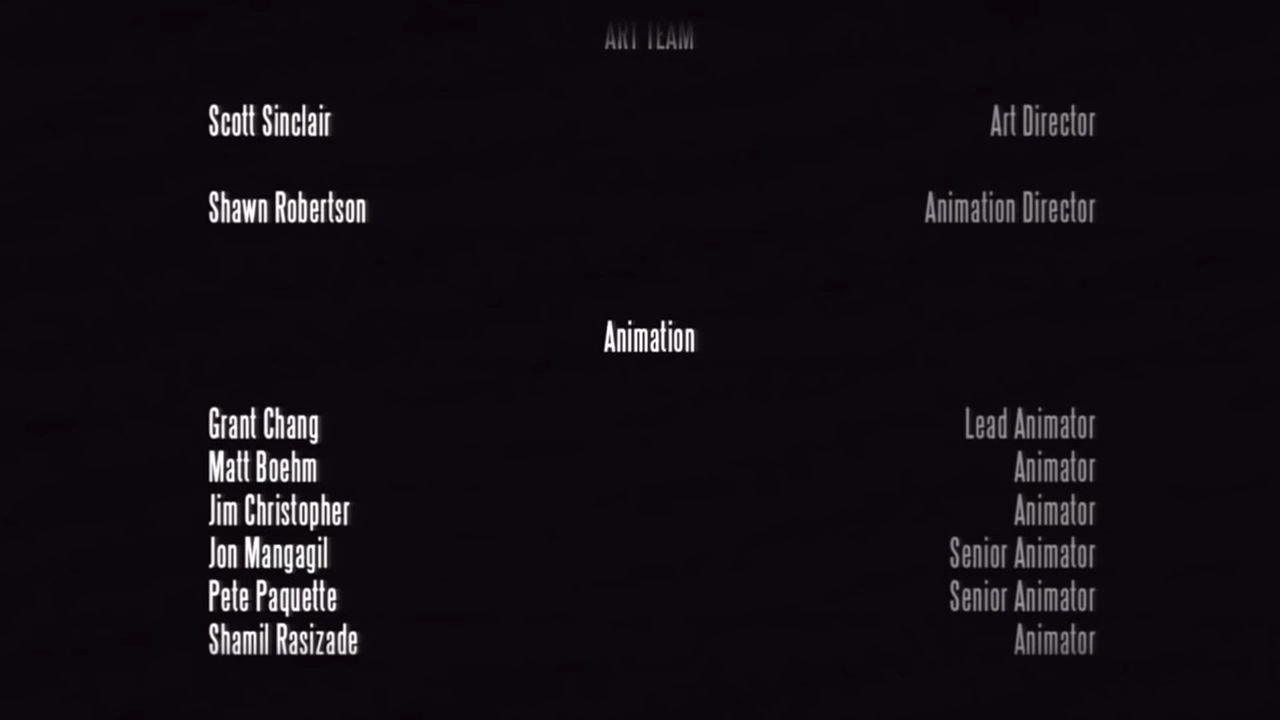 ART TEAM
Scott Sinclair Art Director
Shawn Robertson Animation Director
Animation
Grant Chang Lead Animator
Matt Boehm Animator
Jim Christopher Animator
Jon Mangagil Senior Animator
Pete Paquette Senior Animator
Shamil Rasizade Animator